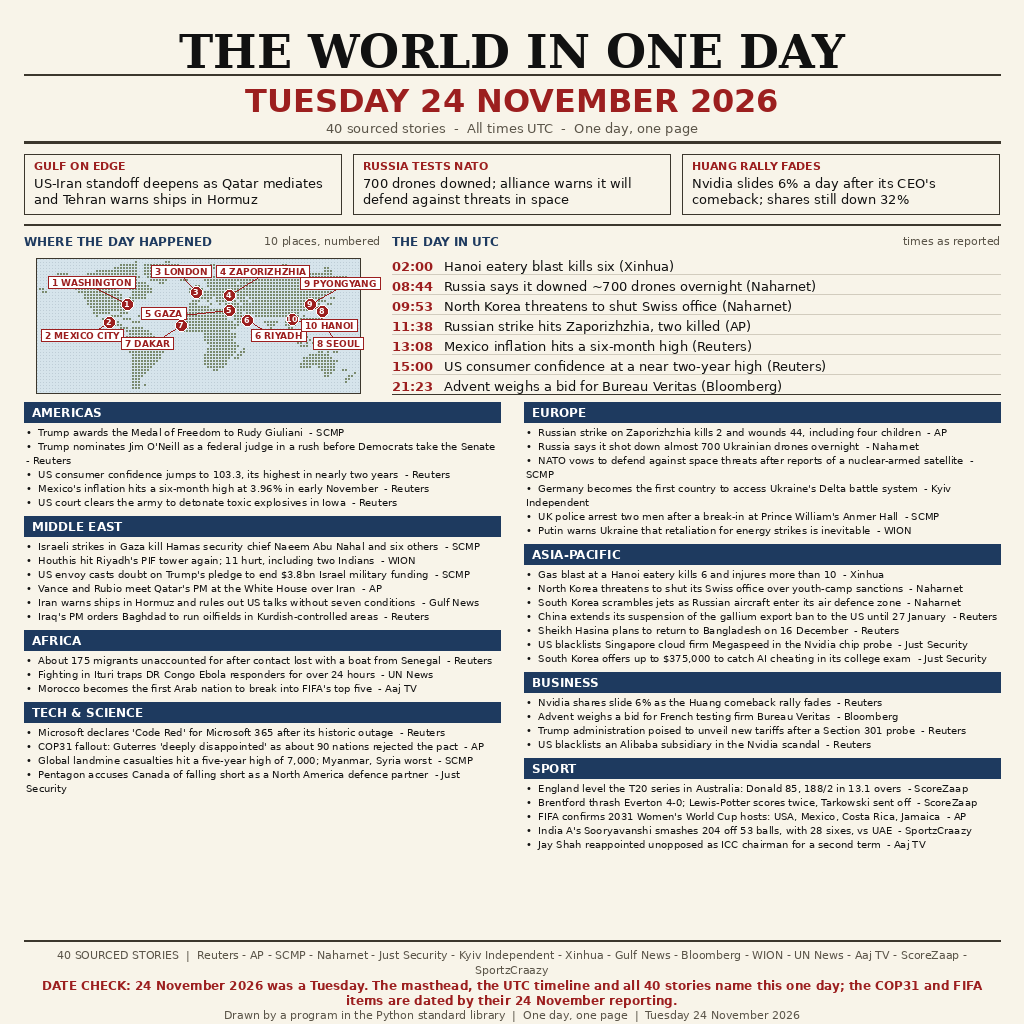 THE WORLD IN ONE DAY
TUESDAY 24 NOVEMBER 2026
40 sourced stories - All times UTC - One day, one page
GULF ON EDGE
US-Iran standoff deepens as Qatar mediates
and Tehran warns ships in Hormuz
RUSSIA TESTS NATO
700 drones downed; alliance warns it will
defend against threats in space
HUANG RALLY FADES
Nvidia slides 6% a day after its CEO's
comeback; shares still down 32%
WHERE THE DAY HAPPENED
10 places, numbered
1 WASHINGTON
2 MEXICO CITY
3 LONDON
4 ZAPORIZHZHIA
5 GAZA
6 RIYADH
7 DAKAR
8 SEOUL
9 PYONGYANG
10 HANOI
1
2
3
4
5
6
7
8
9
10
THE DAY IN UTC
times as reported
02:00 Hanoi eatery blast kills six (Xinhua)
08:44 Russia says it downed ~700 drones overnight (Naharnet)
09:53 North Korea threatens to shut Swiss office (Naharnet)
11:38 Russian strike hits Zaporizhzhia, two killed (AP)
13:08 Mexico inflation hits a six-month high (Reuters)
15:00 US consumer confidence at a near two-year high (Reuters)
21:23 Advent weighs a bid for Bureau Veritas (Bloomberg)
AMERICAS
• Trump awards the Medal of Freedom to Rudy Giuliani - SCMP
• Trump nominates Jim O'Neill as a federal judge in a rush before Democrats take the Senate
- Reuters
• US consumer confidence jumps to 103.3, its highest in nearly two years - Reuters
• Mexico's inflation hits a six-month high at 3.96% in early November - Reuters
• US court clears the army to detonate toxic explosives in Iowa - Reuters
MIDDLE EAST
• Israeli strikes in Gaza kill Hamas security chief Naeem Abu Nahal and six others - SCMP
• Houthis hit Riyadh's PIF tower again; 11 hurt, including two Indians - WION
• US envoy casts doubt on Trump's pledge to end $3.8bn Israel military funding - SCMP
• Vance and Rubio meet Qatar's PM at the White House over Iran - AP
• Iran warns ships in Hormuz and rules out US talks without seven conditions - Gulf News
• Iraq's PM orders Baghdad to run oilfields in Kurdish-controlled areas - Reuters
AFRICA
• About 175 migrants unaccounted for after contact lost with a boat from Senegal - Reuters
• Fighting in Ituri traps DR Congo Ebola responders for over 24 hours - UN News
• Morocco becomes the first Arab nation to break into FIFA's top five - Aaj TV
TECH & SCIENCE
• Microsoft declares 'Code Red' for Microsoft 365 after its historic outage - Reuters
• COP31 fallout: Guterres 'deeply disappointed' as about 90 nations rejected the pact - AP
• Global landmine casualties hit a five-year high of 7,000; Myanmar, Syria worst - SCMP
• Pentagon accuses Canada of falling short as a North America defence partner - Just
Security
EUROPE
• Russian strike on Zaporizhzhia kills 2 and wounds 44, including four children - AP
• Russia says it shot down almost 700 Ukrainian drones overnight - Naharnet
• NATO vows to defend against space threats after reports of a nuclear-armed satellite -
SCMP
• Germany becomes the first country to access Ukraine's Delta battle system - Kyiv
Independent
• UK police arrest two men after a break-in at Prince William's Anmer Hall - SCMP
• Putin warns Ukraine that retaliation for energy strikes is inevitable - WION
ASIA-PACIFIC
• Gas blast at a Hanoi eatery kills 6 and injures more than 10 - Xinhua
• North Korea threatens to shut its Swiss office over youth-camp sanctions - Naharnet
• South Korea scrambles jets as Russian aircraft enter its air defence zone - Naharnet
• China extends its suspension of the gallium export ban to the US until 27 January - Reuters
• Sheikh Hasina plans to return to Bangladesh on 16 December - Reuters
• US blacklists Singapore cloud firm Megaspeed in the Nvidia chip probe - Just Security
• South Korea offers up to $375,000 to catch AI cheating in its college exam - Just Security
BUSINESS
• Nvidia shares slide 6% as the Huang comeback rally fades - Reuters
• Advent weighs a bid for French testing firm Bureau Veritas - Bloomberg
• Trump administration poised to unveil new tariffs after a Section 301 probe - Reuters
• US blacklists an Alibaba subsidiary in the Nvidia scandal - Reuters
SPORT
• England level the T20 series in Australia: Donald 85, 188/2 in 13.1 overs - ScoreZaap
• Brentford thrash Everton 4-0; Lewis-Potter scores twice, Tarkowski sent off - ScoreZaap
• FIFA confirms 2031 Women's World Cup hosts: USA, Mexico, Costa Rica, Jamaica - AP
• India A's Sooryavanshi smashes 204 off 53 balls, with 28 sixes, vs UAE - SportzCraazy
• Jay Shah reappointed unopposed as ICC chairman for a second term - Aaj TV
40 SOURCED STORIES | Reuters - AP - SCMP - Naharnet - Just Security - Kyiv Independent - Xinhua - Gulf News - Bloomberg - WION - UN News - Aaj TV - ScoreZaap -
SportzCraazy
DATE CHECK: 24 November 2026 was a Tuesday. The masthead, the UTC timeline and all 40 stories name this one day; the COP31 and FIFA
items are dated by their 24 November reporting.
Drawn by a program in the Python standard library | One day, one page | Tuesday 24 November 2026